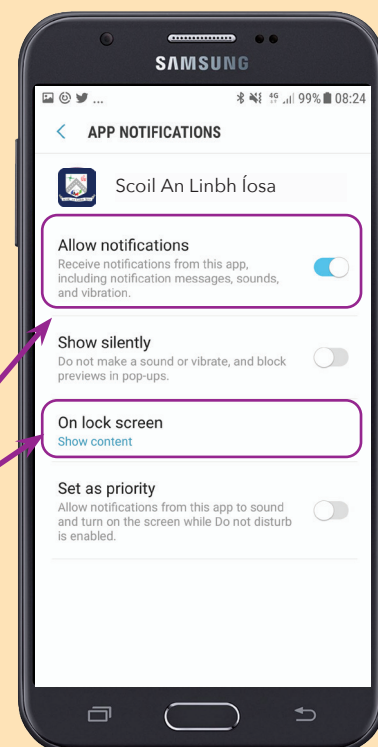 SAMSUNG
... 4G 99% 08:24
APP NOTIFICATIONS
Scoil An Linbh Íosa
Allow notifications
Receive notifications from this app,
including notification messages, sounds,
and vibration.
Show silently
Do not make a sound or vibrate, and block
previews in pop-ups.
On lock screen
Show content
Set as priority
Allow notifications from this app to sound
and turn on the screen while Do not disturb
is enabled.